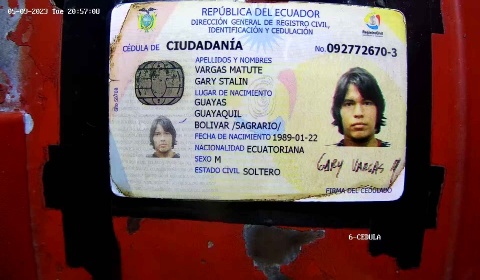 05-09-2023 Tue 20:57:08
REPÚBLICA DEL ECUADOR
DIRECCIÓN GENERAL DE REGISTRO CIVIL,
IDENTIFICACIÓN Y CEDULACIÓN
CÉDULA DE CIUDADANÍA No. 092772670-3
APELLIDOS Y NOMBRES
VARGAS MATUTE
GARY STALIN
LUGAR DE NACIMIENTO
GUAYAS
GUAYAQUIL
BOLIVAR /SAGRARIO/
FECHA DE NACIMIENTO 1989-01-22
NACIONALIDAD ECUATORIANA
SEXO M
ESTADO CIVIL SOLTERO
GARY VARGAS
FIRMA DEL CEDULADO
6-CEDULA